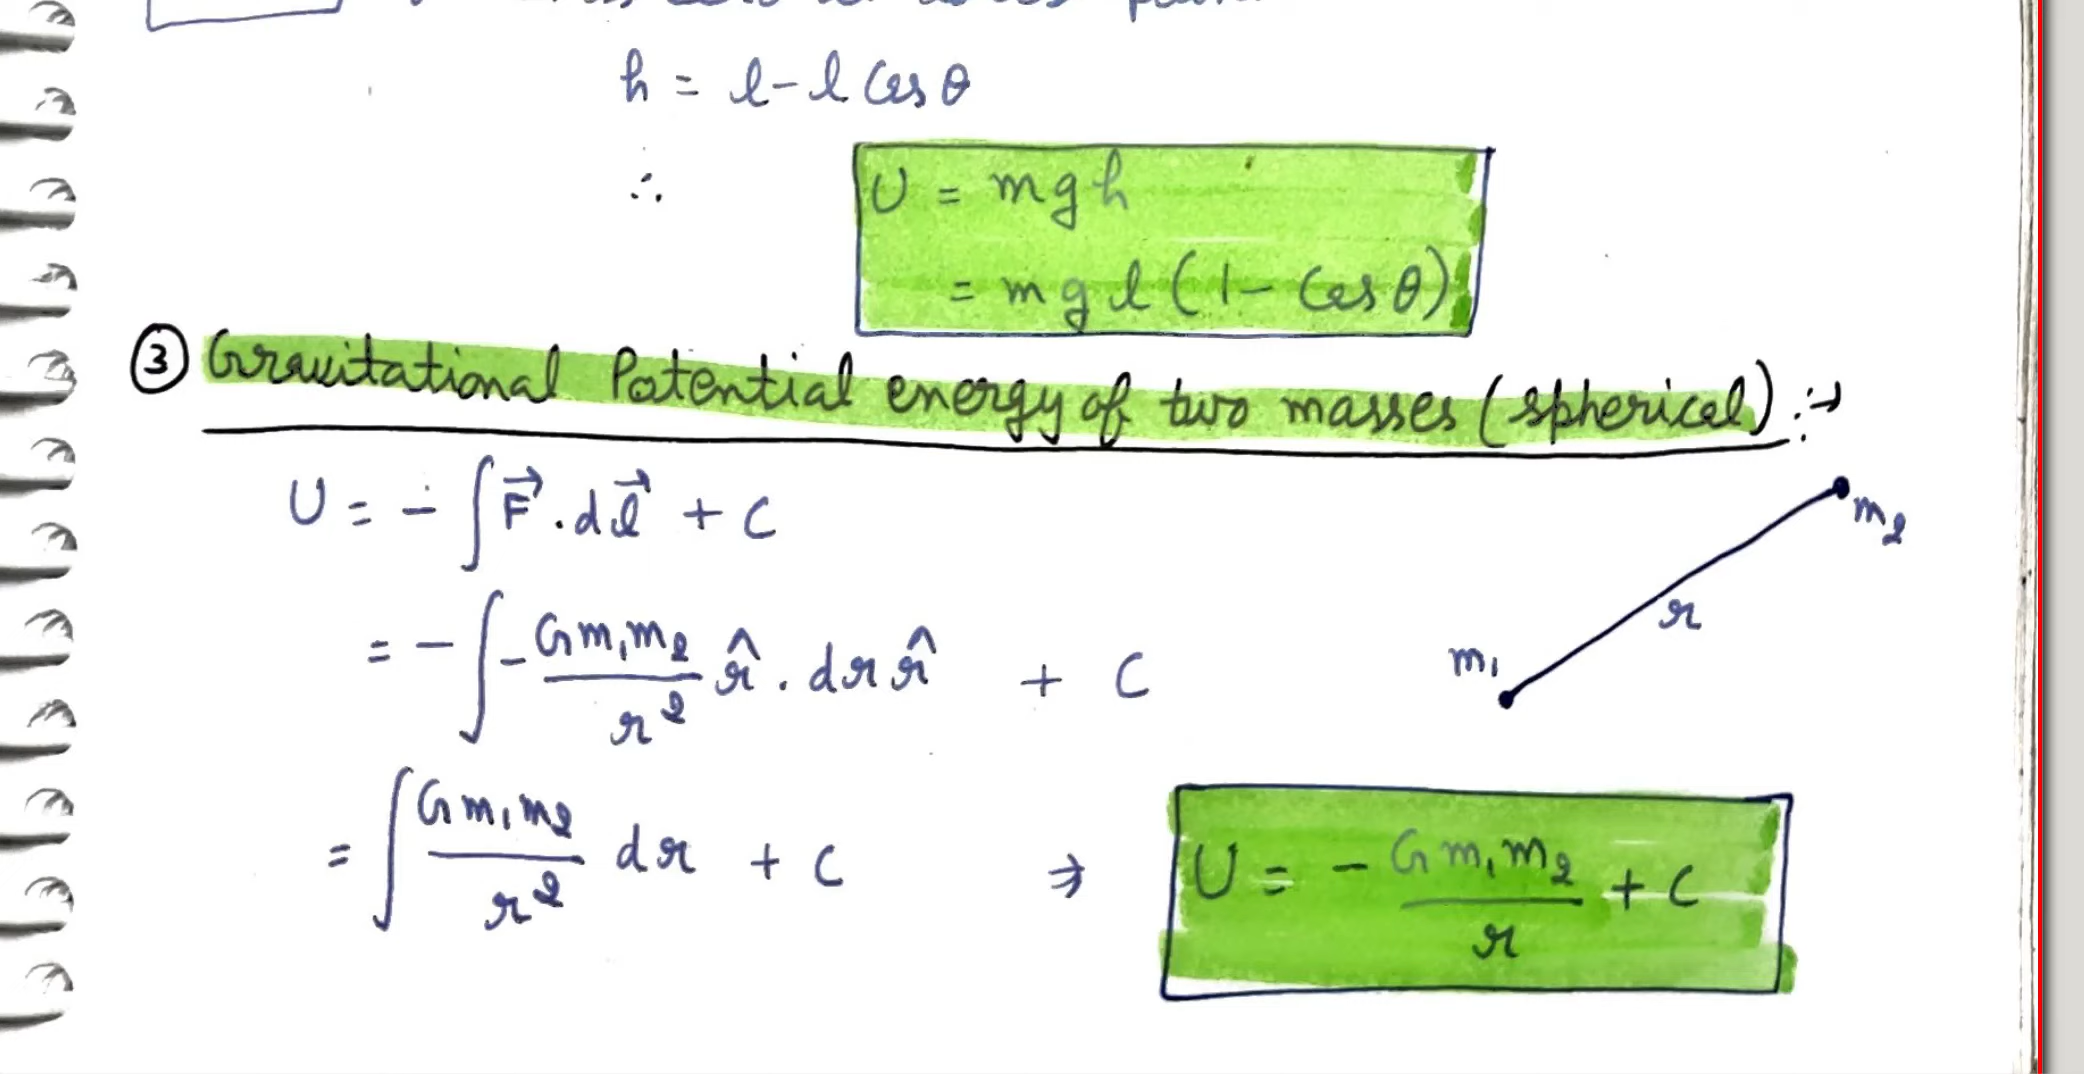 h = l - l Cos θ
∴ U = mgh
= mgl (1 - Cos θ)
③ Gravitational Potential energy of two masses (spherical) :→
U = - ∫ F⃗ . dl⃗ + C
m₂
= - ∫ - Gm₁m₂/r² r̂ . dr r̂ + C
r
m₁
= ∫ Gm₁m₂/r² dr + C ⇒ U = - Gm₁m₂/r + C